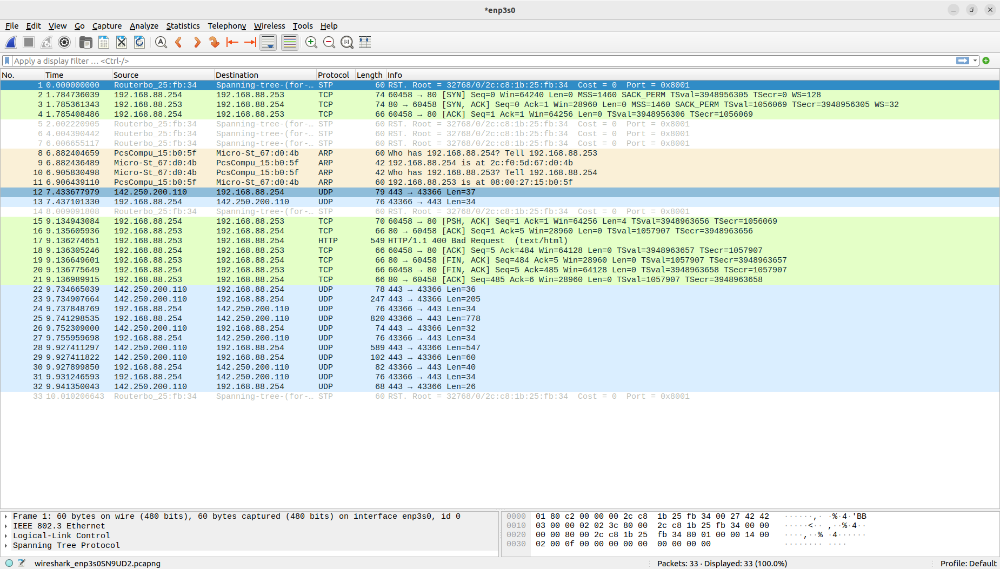 *enp3s0
File Edit View Go Capture Analyze Statistics Telephony Wireless Tools Help
Apply a display filter … <Ctrl-/>
No. Time Source Destination Protocol Length Info
1 0.000000000 Routerbo_25:fb:34 Spanning-tree-(for-… STP 60 RST. Root = 32768/0/2c:c8:1b:25:fb:34 Cost = 0 Port = 0x8001
2 1.784736039 192.168.88.254 192.168.88.253 TCP 74 60458 → 80 [SYN] Seq=0 Win=64240 Len=0 MSS=1460 SACK_PERM TSval=3948956305 TSecr=0 WS=128
3 1.785361343 192.168.88.253 192.168.88.254 TCP 74 80 → 60458 [SYN, ACK] Seq=0 Ack=1 Win=28960 Len=0 MSS=1460 SACK_PERM TSval=1056069 TSecr=3948956305 WS=32
4 1.785408486 192.168.88.254 192.168.88.253 TCP 66 60458 → 80 [ACK] Seq=1 Ack=1 Win=64256 Len=0 TSval=3948956306 TSecr=1056069
5 2.002220905 Routerbo_25:fb:34 Spanning-tree-(for-… STP 60 RST. Root = 32768/0/2c:c8:1b:25:fb:34 Cost = 0 Port = 0x8001
6 4.004390442 Routerbo_25:fb:34 Spanning-tree-(for-… STP 60 RST. Root = 32768/0/2c:c8:1b:25:fb:34 Cost = 0 Port = 0x8001
7 6.006655117 Routerbo_25:fb:34 Spanning-tree-(for-… STP 60 RST. Root = 32768/0/2c:c8:1b:25:fb:34 Cost = 0 Port = 0x8001
8 6.882404659 PcsCompu_15:b0:5f Micro-St_67:d0:4b ARP 60 Who has 192.168.88.254? Tell 192.168.88.253
9 6.882436489 Micro-St_67:d0:4b PcsCompu_15:b0:5f ARP 42 192.168.88.254 is at 2c:f0:5d:67:d0:4b
10 6.905830498 Micro-St_67:d0:4b PcsCompu_15:b0:5f ARP 42 Who has 192.168.88.253? Tell 192.168.88.254
11 6.906439110 PcsCompu_15:b0:5f Micro-St_67:d0:4b ARP 60 192.168.88.253 is at 08:00:27:15:b0:5f
12 7.433677979 142.250.200.110 192.168.88.254 UDP 79 443 → 43366 Len=37
13 7.437101330 192.168.88.254 142.250.200.110 UDP 76 43366 → 443 Len=34
14 8.009091808 Routerbo_25:fb:34 Spanning-tree-(for-… STP 60 RST. Root = 32768/0/2c:c8:1b:25:fb:34 Cost = 0 Port = 0x8001
15 9.134943084 192.168.88.254 192.168.88.253 TCP 70 60458 → 80 [PSH, ACK] Seq=1 Ack=1 Win=64256 Len=4 TSval=3948963656 TSecr=1056069
16 9.135605936 192.168.88.253 192.168.88.254 TCP 66 80 → 60458 [ACK] Seq=1 Ack=5 Win=28960 Len=0 TSval=1057907 TSecr=3948963656
17 9.136274651 192.168.88.253 192.168.88.254 HTTP 549 HTTP/1.1 400 Bad Request (text/html)
18 9.136305246 192.168.88.254 192.168.88.253 TCP 66 60458 → 80 [ACK] Seq=5 Ack=484 Win=64128 Len=0 TSval=3948963657 TSecr=1057907
19 9.136649601 192.168.88.253 192.168.88.254 TCP 66 80 → 60458 [FIN, ACK] Seq=484 Ack=5 Win=28960 Len=0 TSval=1057907 TSecr=3948963657
20 9.136775649 192.168.88.254 192.168.88.253 TCP 66 60458 → 80 [FIN, ACK] Seq=5 Ack=485 Win=64128 Len=0 TSval=3948963658 TSecr=1057907
21 9.136989915 192.168.88.253 192.168.88.254 TCP 66 80 → 60458 [ACK] Seq=485 Ack=6 Win=28960 Len=0 TSval=1057907 TSecr=3948963658
22 9.734665039 142.250.200.110 192.168.88.254 UDP 78 443 → 43366 Len=36
23 9.734907664 142.250.200.110 192.168.88.254 UDP 247 443 → 43366 Len=205
24 9.737848769 192.168.88.254 142.250.200.110 UDP 76 43366 → 443 Len=34
25 9.741298535 192.168.88.254 142.250.200.110 UDP 820 43366 → 443 Len=778
26 9.752309000 142.250.200.110 192.168.88.254 UDP 74 443 → 43366 Len=32
27 9.755959698 192.168.88.254 142.250.200.110 UDP 76 43366 → 443 Len=34
28 9.927411297 142.250.200.110 192.168.88.254 UDP 589 443 → 43366 Len=547
29 9.927411822 142.250.200.110 192.168.88.254 UDP 102 443 → 43366 Len=60
30 9.927899850 192.168.88.254 142.250.200.110 UDP 82 43366 → 443 Len=40
31 9.931246593 192.168.88.254 142.250.200.110 UDP 76 43366 → 443 Len=34
32 9.941350043 142.250.200.110 192.168.88.254 UDP 68 443 → 43366 Len=26
33 10.010206643 Routerbo_25:fb:34 Spanning-tree-(for-… STP 60 RST. Root = 32768/0/2c:c8:1b:25:fb:34 Cost = 0 Port = 0x8001
Frame 1: 60 bytes on wire (480 bits), 60 bytes captured (480 bits) on interface enp3s0, id 0
IEEE 802.3 Ethernet
Logical-Link Control
Spanning Tree Protocol
0000 01 80 c2 00 00 00 2c c8 1b 25 fb 34 00 27 42 42 ······,· ·%·4·'BB
0010 03 00 00 02 02 3c 80 00 2c c8 1b 25 fb 34 00 00 ·····<·· ,··%·4··
0020 00 00 80 00 2c c8 1b 25 fb 34 80 01 00 00 14 00 ····,··% ·4······
0030 02 00 0f 00 00 00 00 00 00 00 00 00 ········ ····
wireshark_enp3s0SN9UD2.pcapng
Packets: 33 · Displayed: 33 (100.0%)
Profile: Default